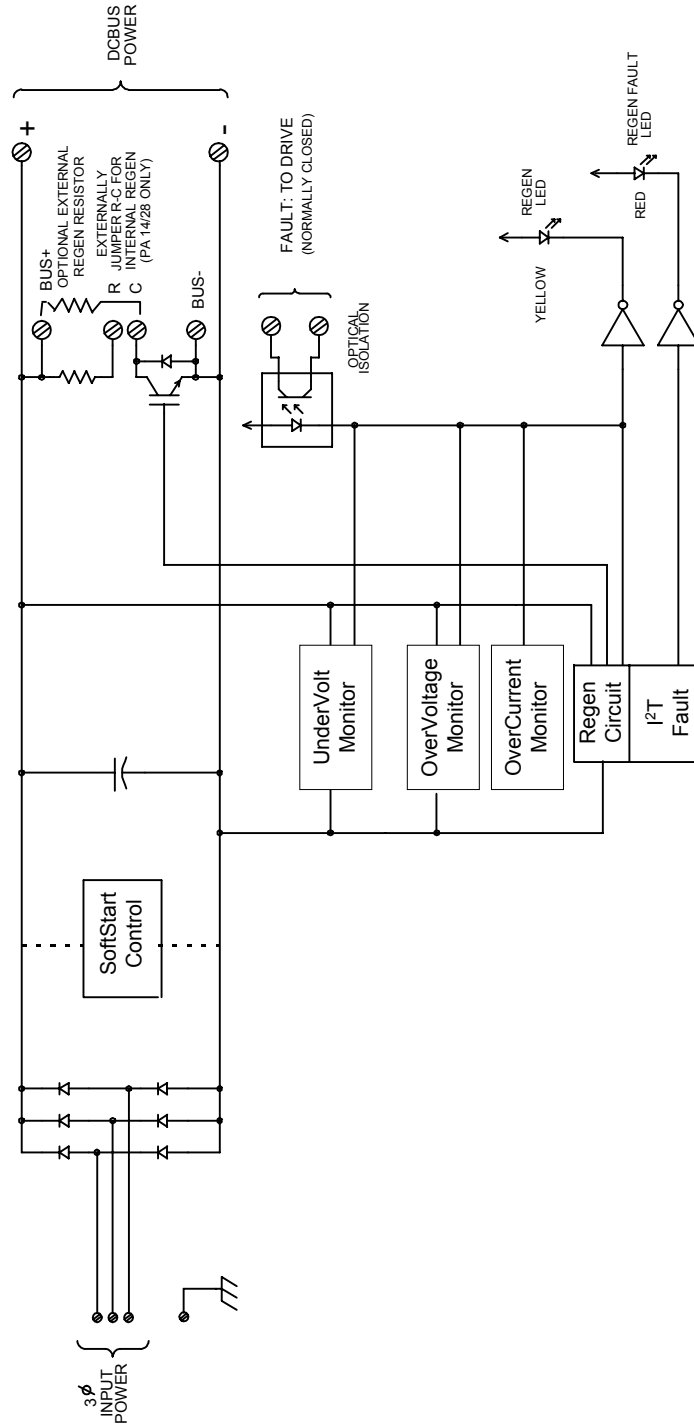 3Ø
INPUT
POWER
SoftStart
Control
DCBUS
POWER
+
-
BUS+
OPTIONAL EXTERNAL
REGEN RESISTOR
R
C
EXTERNALLY
JUMPER R-C FOR
INTERNAL REGEN
(PA 14/28 ONLY)
BUS-
FAULT: TO DRIVE
(NORMALLY CLOSED)
OPTICAL
ISOLATION
UnderVolt
Monitor
OverVoltage
Monitor
OverCurrent
Monitor
Regen
Circuit
I²T
Fault
YELLOW
REGEN
LED
RED
REGEN FAULT
LED